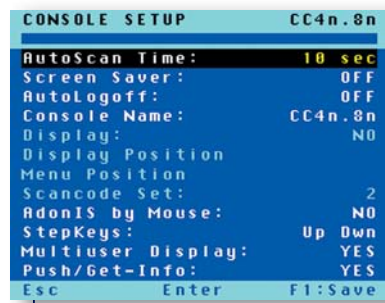 CONSOLE SETUP CC4n.8n
AutoScan Time: 10 sec
Screen Saver: OFF
AutoLogoff: OFF
Console Name: CC4n.8n
Display: NO
Display Position
Menu Position
Scancode Set: 2
AdonIS by Mouse: NO
StepKeys: Up Dwn
Multiuser Display: YES
Push/Get-Info: YES
Esc Enter F1:Save